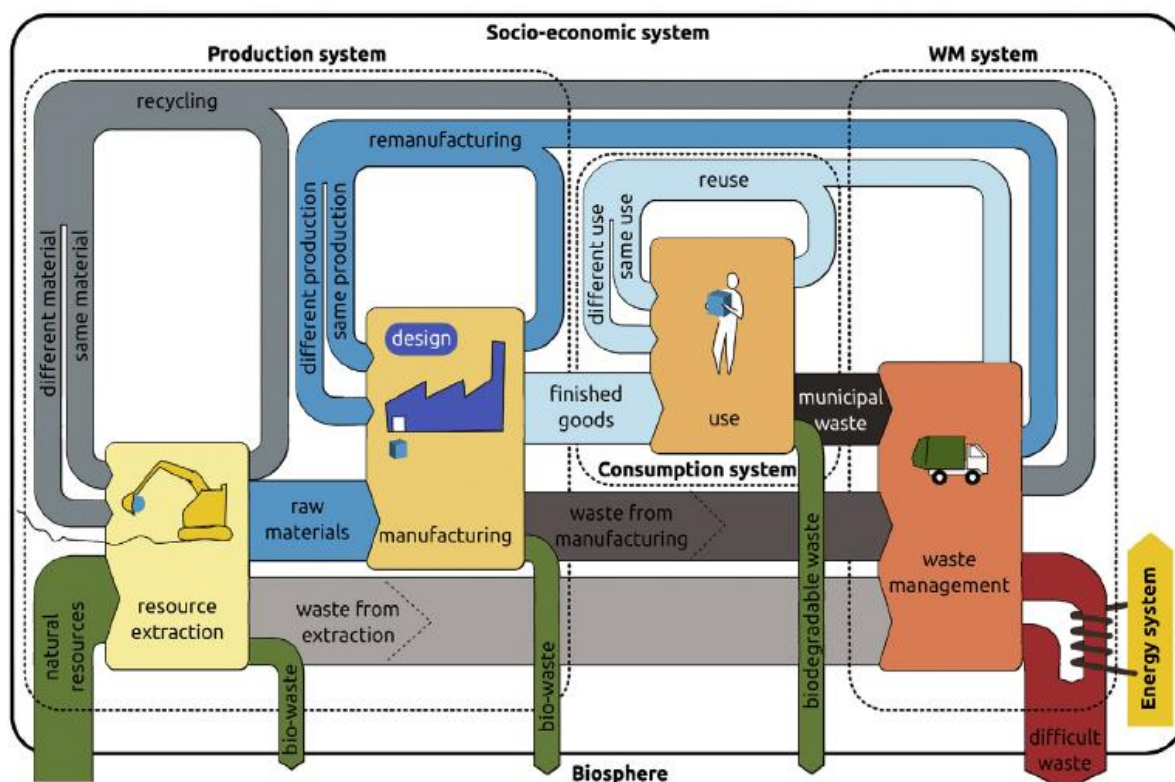 Socio-economic system
Production system
WM system
recycling
remanufacturing
reuse
different material
same material
different production
same production
different use
same use
design
finished
goods
use
municipal
waste
Consumption system
raw
materials
manufacturing
waste from
manufacturing
waste
management
resource
extraction
waste from
extraction
natural
resources
bio-waste
bio-waste
biodegradable waste
difficult
waste
Energy system
Biosphere